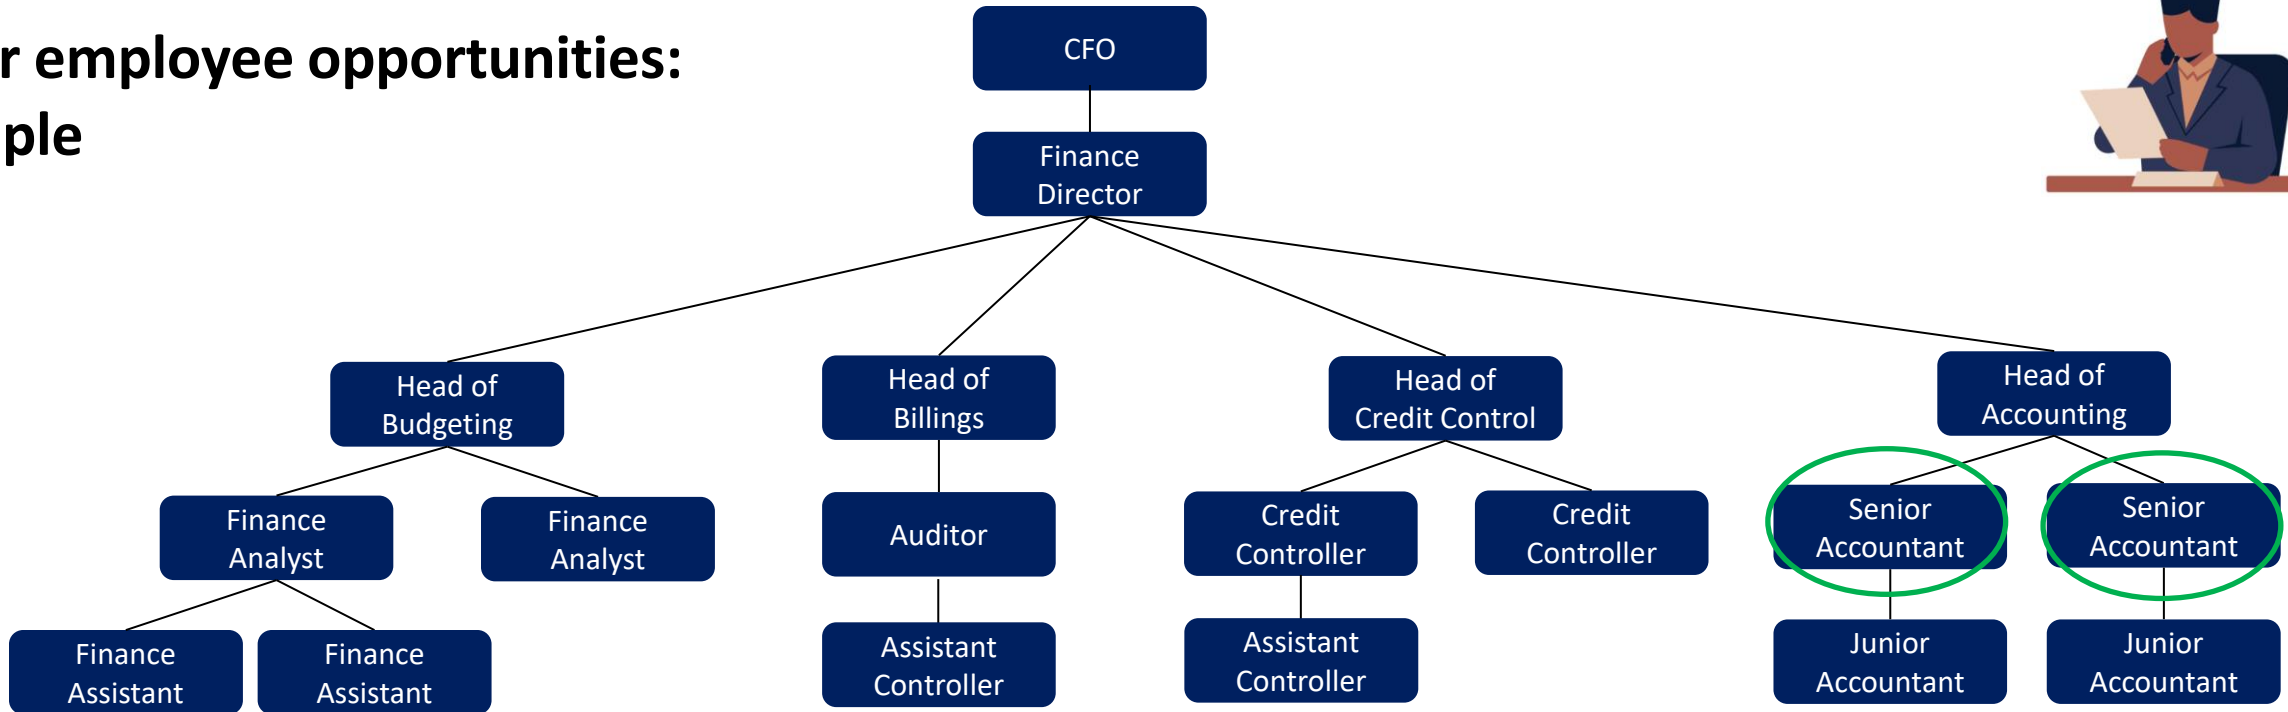 r employee opportunities:
ple
CFO
Finance
Director
Head of
Budgeting
Head of
Billings
Head of
Credit Control
Head of
Accounting
Finance
Analyst
Finance
Analyst
Auditor
Credit
Controller
Credit
Controller
Senior
Accountant
Senior
Accountant
Finance
Assistant
Finance
Assistant
Assistant
Controller
Assistant
Controller
Junior
Accountant
Junior
Accountant